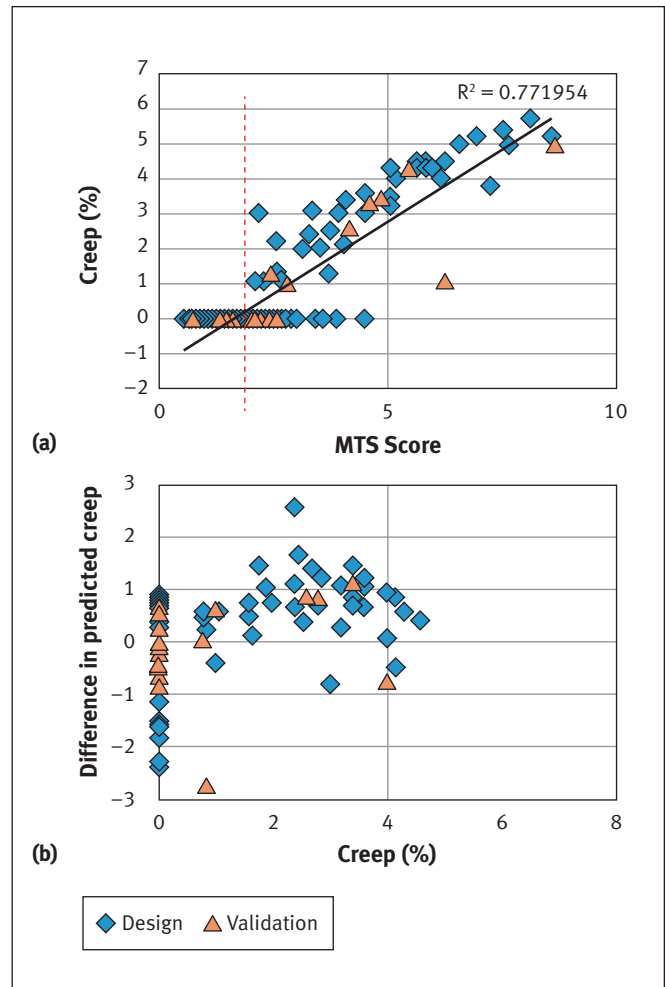 7
6
R² = 0.771954
5
4
3
2
1
0
−1
−2
Creep (%)
0
5
10
(a)
MTS Score
3
2
1
0
−1
−2
−3
Difference in predicted creep
0
2
4
6
8
(b)
Creep (%)
Design
Validation